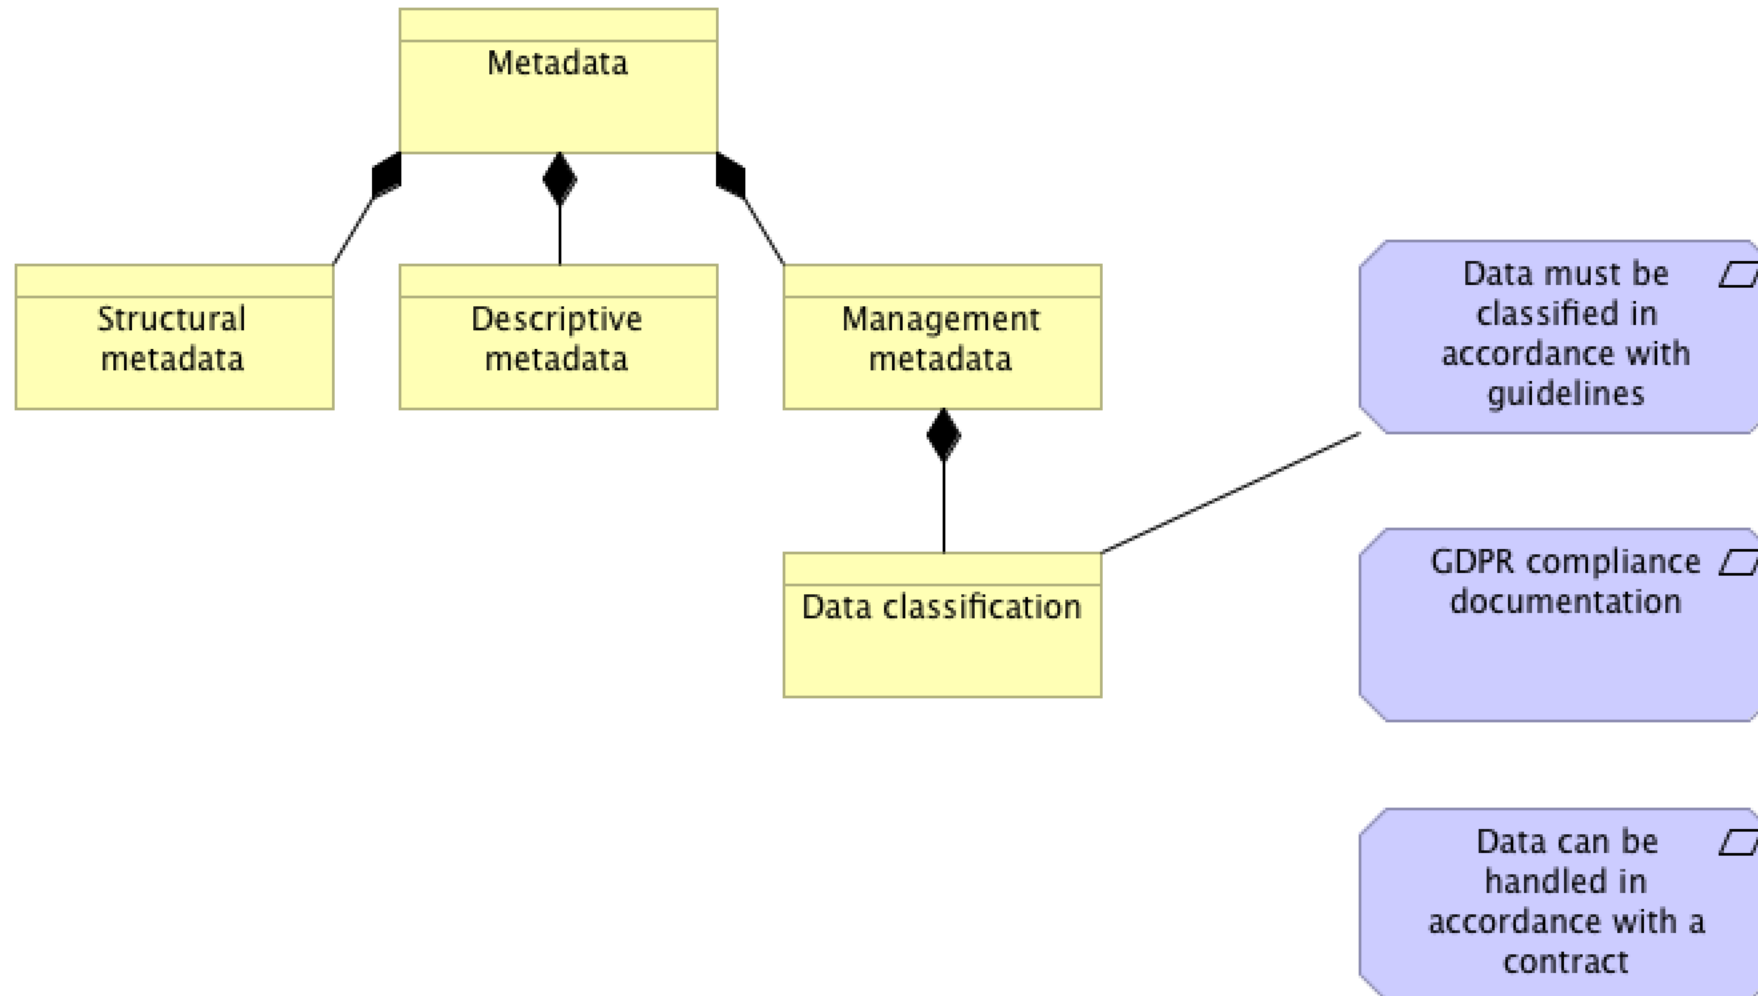 Metadata
Structural
metadata
Descriptive
metadata
Management
metadata
Data classification
Data must be
classified in
accordance with
guidelines
GDPR compliance
documentation
Data can be
handled in
accordance with a
contract